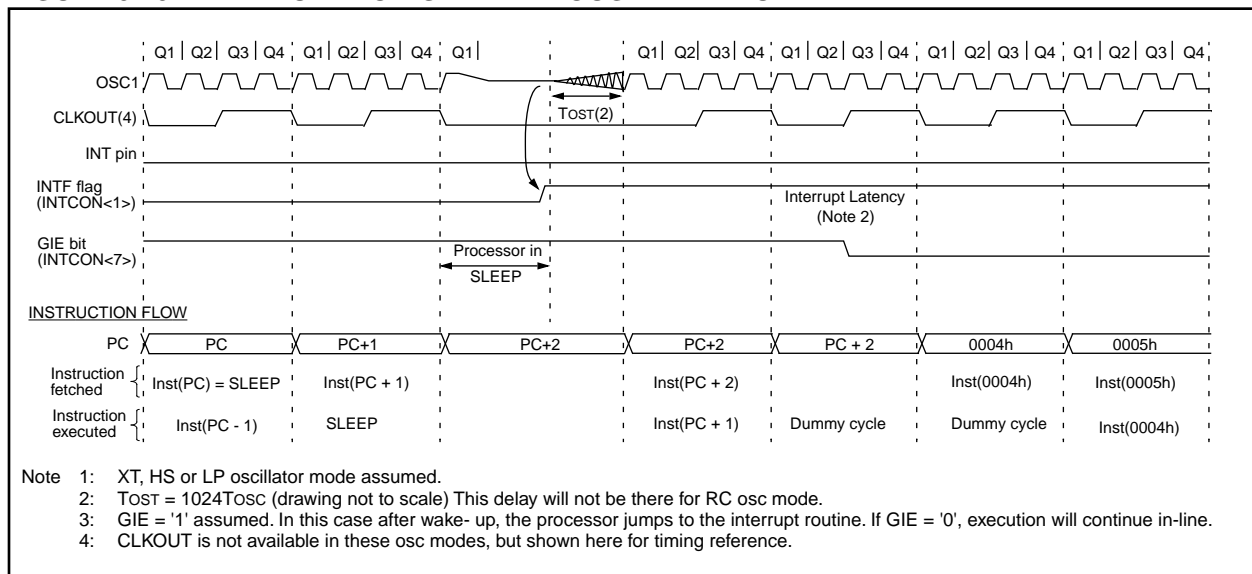 Q1 Q2 Q3 Q4 Q1 Q2 Q3 Q4 Q1 Q1 Q2 Q3 Q4 Q1 Q2 Q3 Q4 Q1 Q2 Q3 Q4 Q1 Q2 Q3 Q4
OSC1
TOST(2)
CLKOUT(4)
INT pin
INTF flag
(INTCON<1>)
Interrupt Latency
(Note 2)
GIE bit
(INTCON<7>)
Processor in
SLEEP
INSTRUCTION FLOW
PC PC PC+1 PC+2 PC+2 PC + 2 0004h 0005h
Instruction
fetched
Inst(PC) = SLEEP Inst(PC + 1) Inst(PC + 2) Inst(0004h) Inst(0005h)
Instruction
executed
Inst(PC - 1) SLEEP Inst(PC + 1) Dummy cycle Dummy cycle Inst(0004h)
Note 1: XT, HS or LP oscillator mode assumed.
2: TOST = 1024TOSC (drawing not to scale) This delay will not be there for RC osc mode.
3: GIE = '1' assumed. In this case after wake- up, the processor jumps to the interrupt routine. If GIE = '0', execution will continue in-line.
4: CLKOUT is not available in these osc modes, but shown here for timing reference.